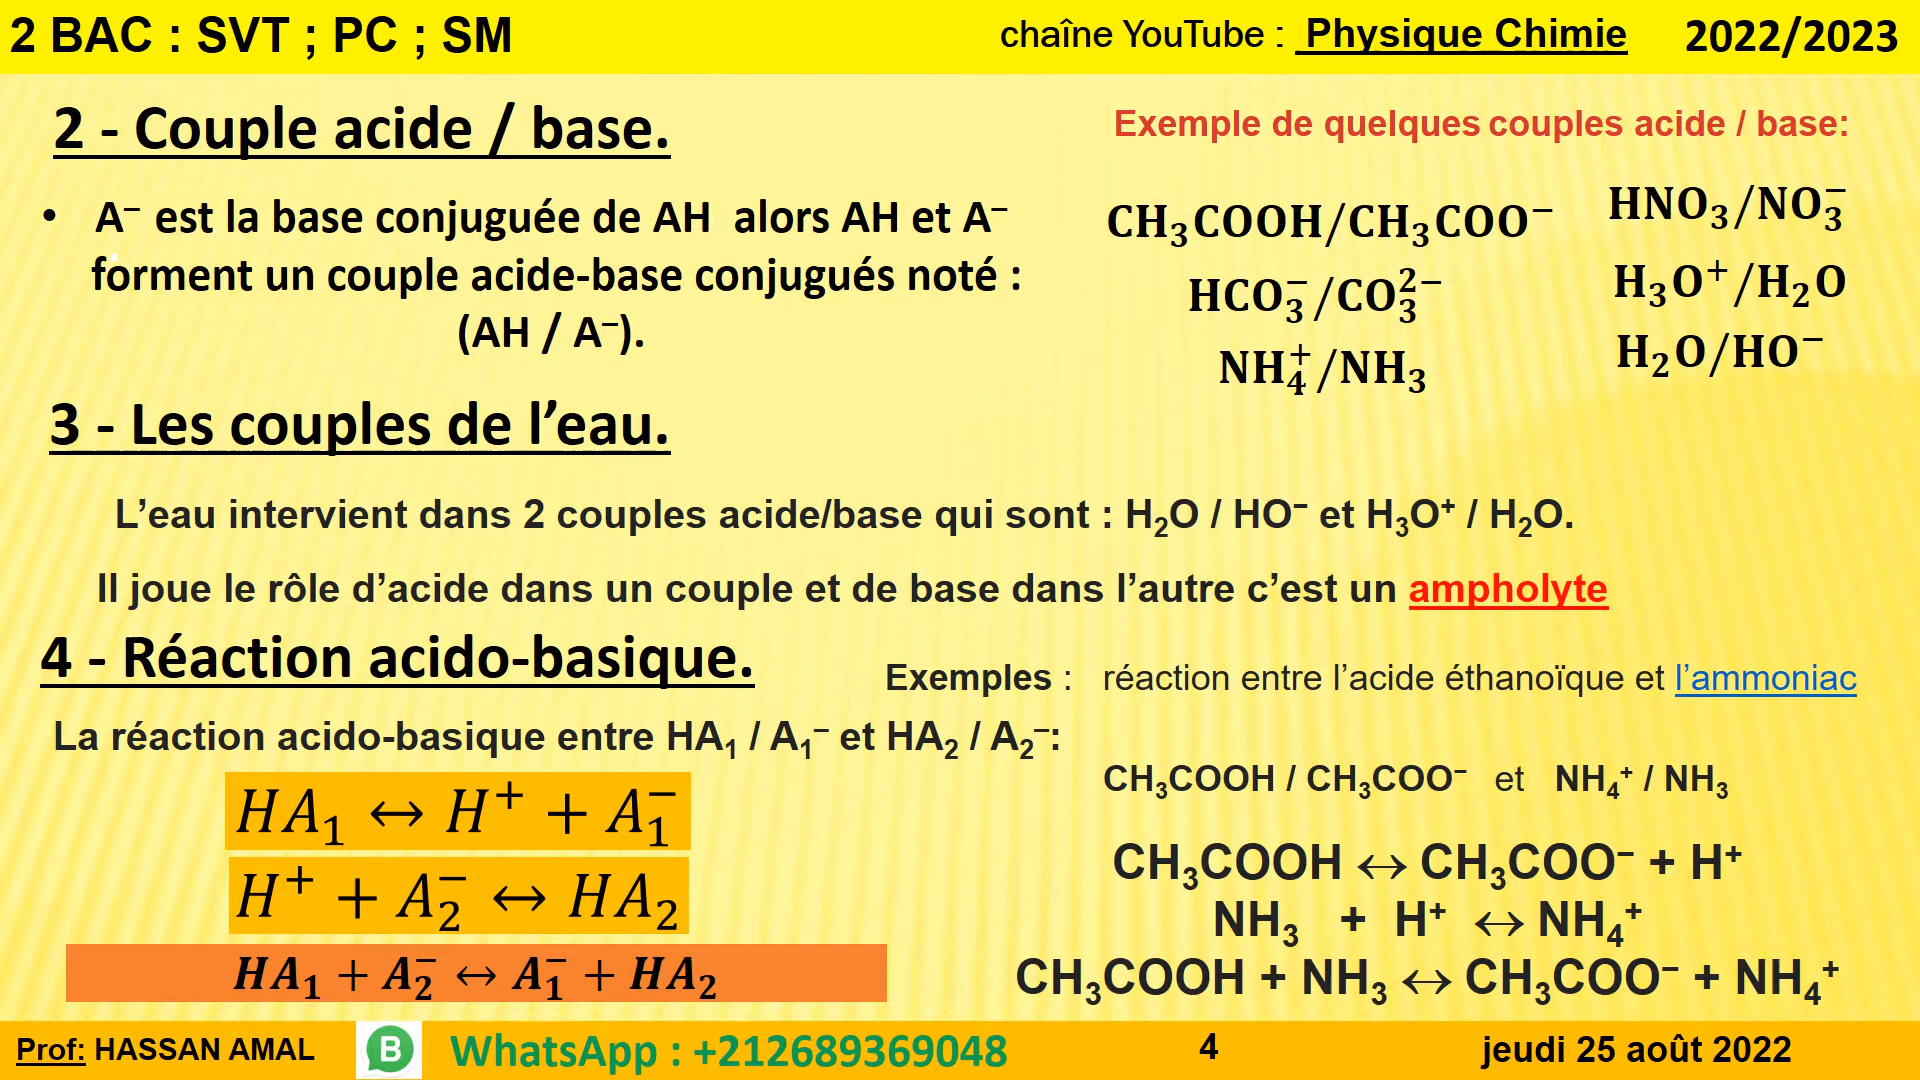 2 BAC : SVT ; PC ; SM
chaîne YouTube : Physique Chimie
2022/2023
2 - Couple acide / base.
• A⁻ est la base conjuguée de AH alors AH et A⁻
forment un couple acide-base conjugués noté :
(AH / A⁻).
Exemple de quelques couples acide / base:
CH₃COOH/CH₃COO⁻
HNO₃/NO₃⁻
HCO₃⁻/CO₃²⁻
H₃O⁺/H₂O
NH₄⁺/NH₃
H₂O/HO⁻
3 - Les couples de l’eau.
L’eau intervient dans 2 couples acide/base qui sont : H₂O / HO⁻ et H₃O⁺ / H₂O.
Il joue le rôle d’acide dans un couple et de base dans l’autre c’est un ampholyte
4 - Réaction acido-basique.
La réaction acido-basique entre HA₁ / A₁⁻ et HA₂ / A₂⁻:
HA₁ ↔ H⁺ + A₁⁻
H⁺ + A₂⁻ ↔ HA₂
HA₁ + A₂⁻ ↔ A₁⁻ + HA₂
Exemples : réaction entre l’acide éthanoïque et l’ammoniac
CH₃COOH / CH₃COO⁻ et NH₄⁺ / NH₃
CH₃COOH ↔ CH₃COO⁻ + H⁺
NH₃ + H⁺ ↔ NH₄⁺
CH₃COOH + NH₃ ↔ CH₃COO⁻ + NH₄⁺
Prof: HASSAN AMAL
B
WhatsApp : +212689369048
4
jeudi 25 août 2022